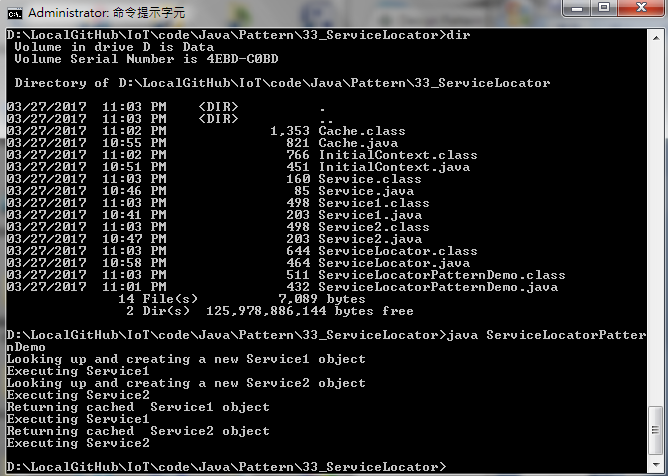 Administrator: 命令提示字元
D:\LocalGitHub\IoT\code\Java\Pattern\33_ServiceLocator>dir
 Volume in drive D is Data
 Volume Serial Number is 4EBD-C0BD

 Directory of D:\LocalGitHub\IoT\code\Java\Pattern\33_ServiceLocator

03/27/2017  11:03 PM    <DIR>          .
03/27/2017  11:03 PM    <DIR>          ..
03/27/2017  11:02 PM             1,353 Cache.class
03/27/2017  10:55 PM               821 Cache.java
03/27/2017  11:02 PM               766 InitialContext.class
03/27/2017  10:51 PM               451 InitialContext.java
03/27/2017  11:03 PM               160 Service.class
03/27/2017  10:46 PM                85 Service.java
03/27/2017  11:03 PM               498 Service1.class
03/27/2017  10:41 PM               203 Service1.java
03/27/2017  11:03 PM               498 Service2.class
03/27/2017  10:47 PM               203 Service2.java
03/27/2017  11:03 PM               644 ServiceLocator.class
03/27/2017  10:58 PM               464 ServiceLocator.java
03/27/2017  11:03 PM               511 ServiceLocatorPatternDemo.class
03/27/2017  11:01 PM               432 ServiceLocatorPatternDemo.java
              14 File(s)          7,089 bytes
               2 Dir(s)  125,978,886,144 bytes free

D:\LocalGitHub\IoT\code\Java\Pattern\33_ServiceLocator>java ServiceLocatorPatter
nDemo
Looking up and creating a new Service1 object
Executing Service1
Looking up and creating a new Service2 object
Executing Service2
Returning cached  Service1 object
Executing Service1
Returning cached  Service2 object
Executing Service2

D:\LocalGitHub\IoT\code\Java\Pattern\33_ServiceLocator>